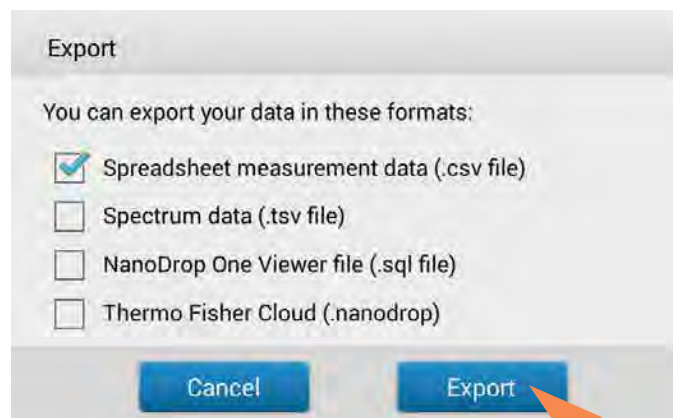 Export
You can export your data in these formats:
Spreadsheet measurement data (.csv file)
Spectrum data (.tsv file)
NanoDrop One Viewer file (.sql file)
Thermo Fisher Cloud (.nanodrop)
Cancel Export